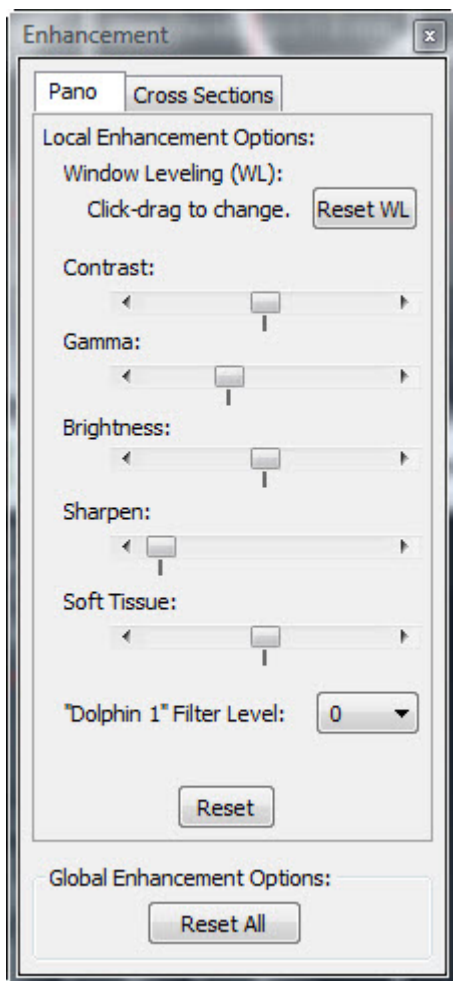 Enhancement x
Pano Cross Sections
Local Enhancement Options:
Window Leveling (WL):
Click-drag to change. Reset WL
Contrast:
Gamma:
Brightness:
Sharpen:
Soft Tissue:
"Dolphin 1" Filter Level: 0
Reset
Global Enhancement Options:
Reset All